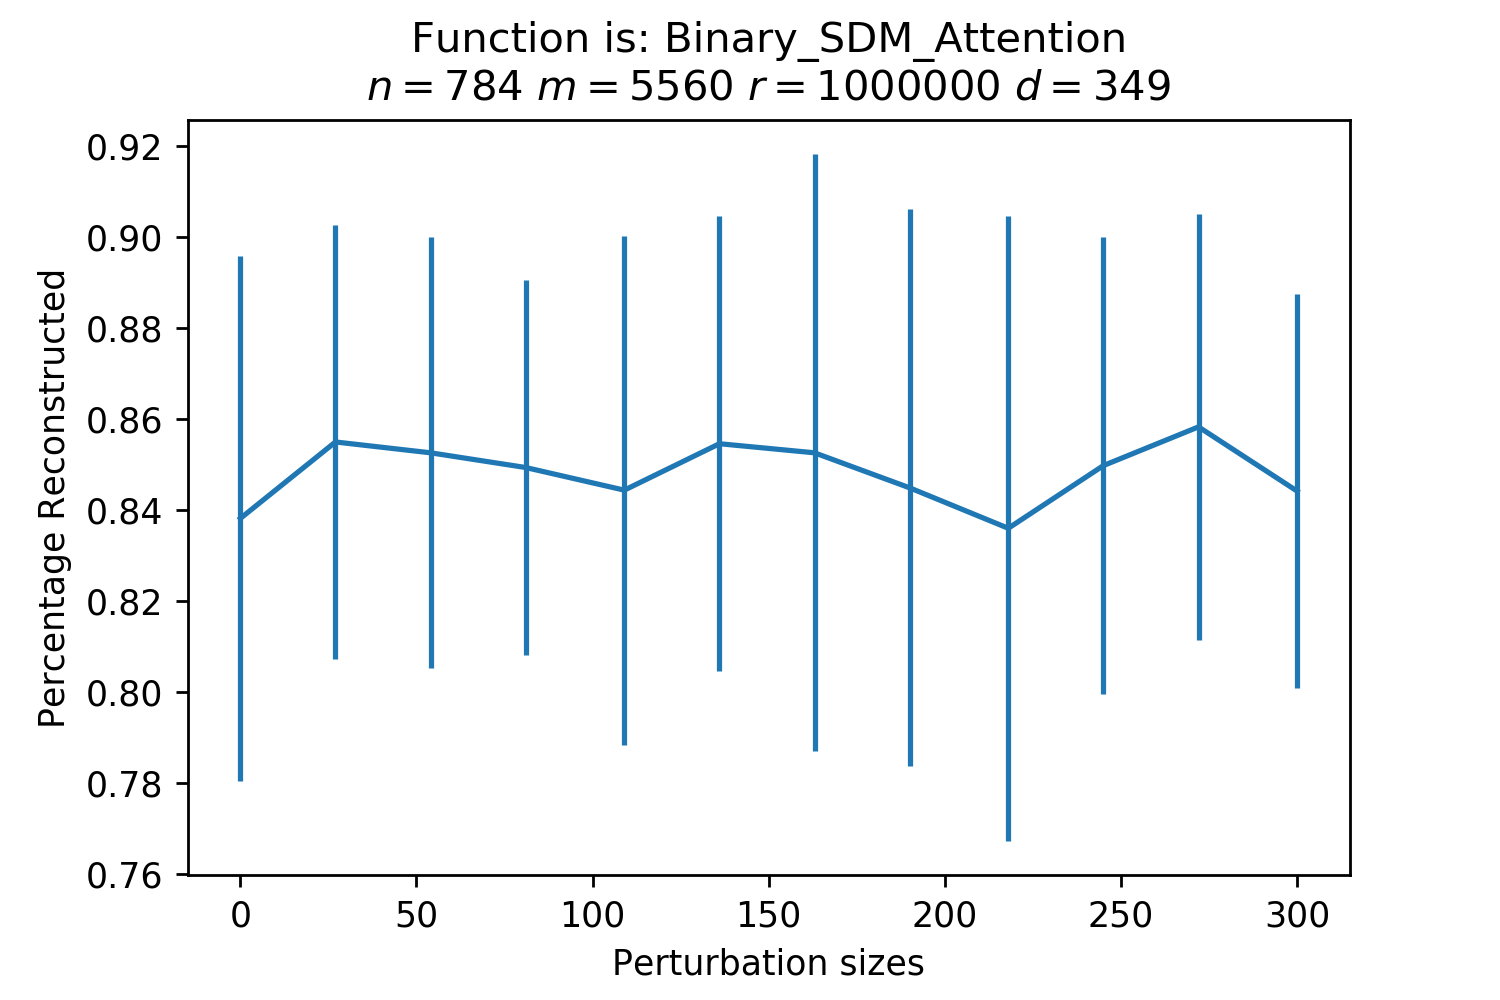 Function is: Binary_SDM_Attention
n = 784 m = 5560 r = 1000000 d = 349
0.92
0.90
0.88
0.86
0.84
0.82
0.80
0.78
0.76
Percentage Reconstructed
0 50 100 150 200 250 300
Perturbation sizes